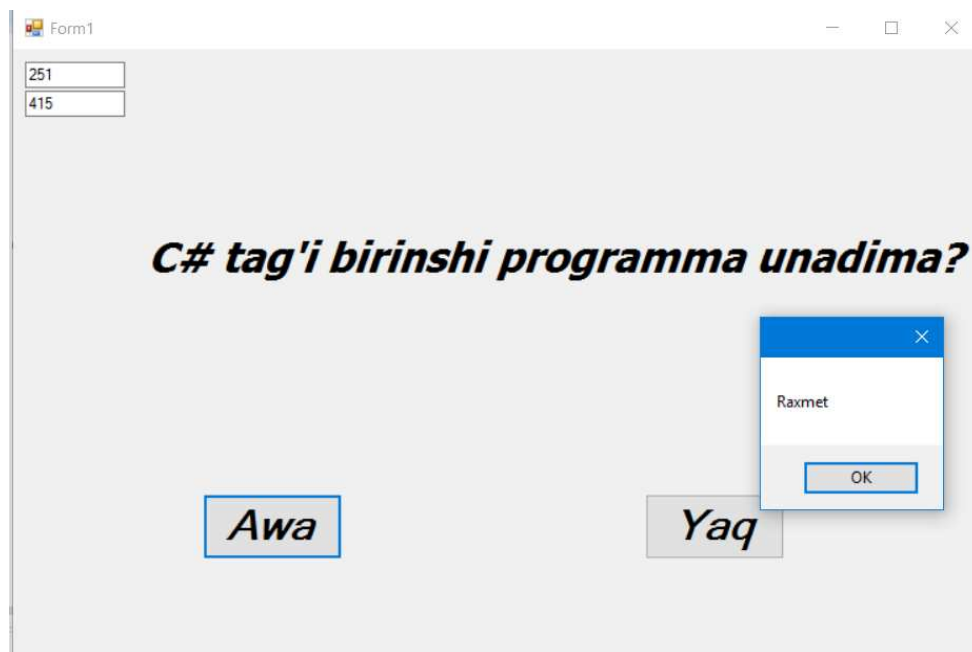 Form1
251
415
C# tag'i birinshi programma unadima?
Raxmet
OK
Awa
Yaq